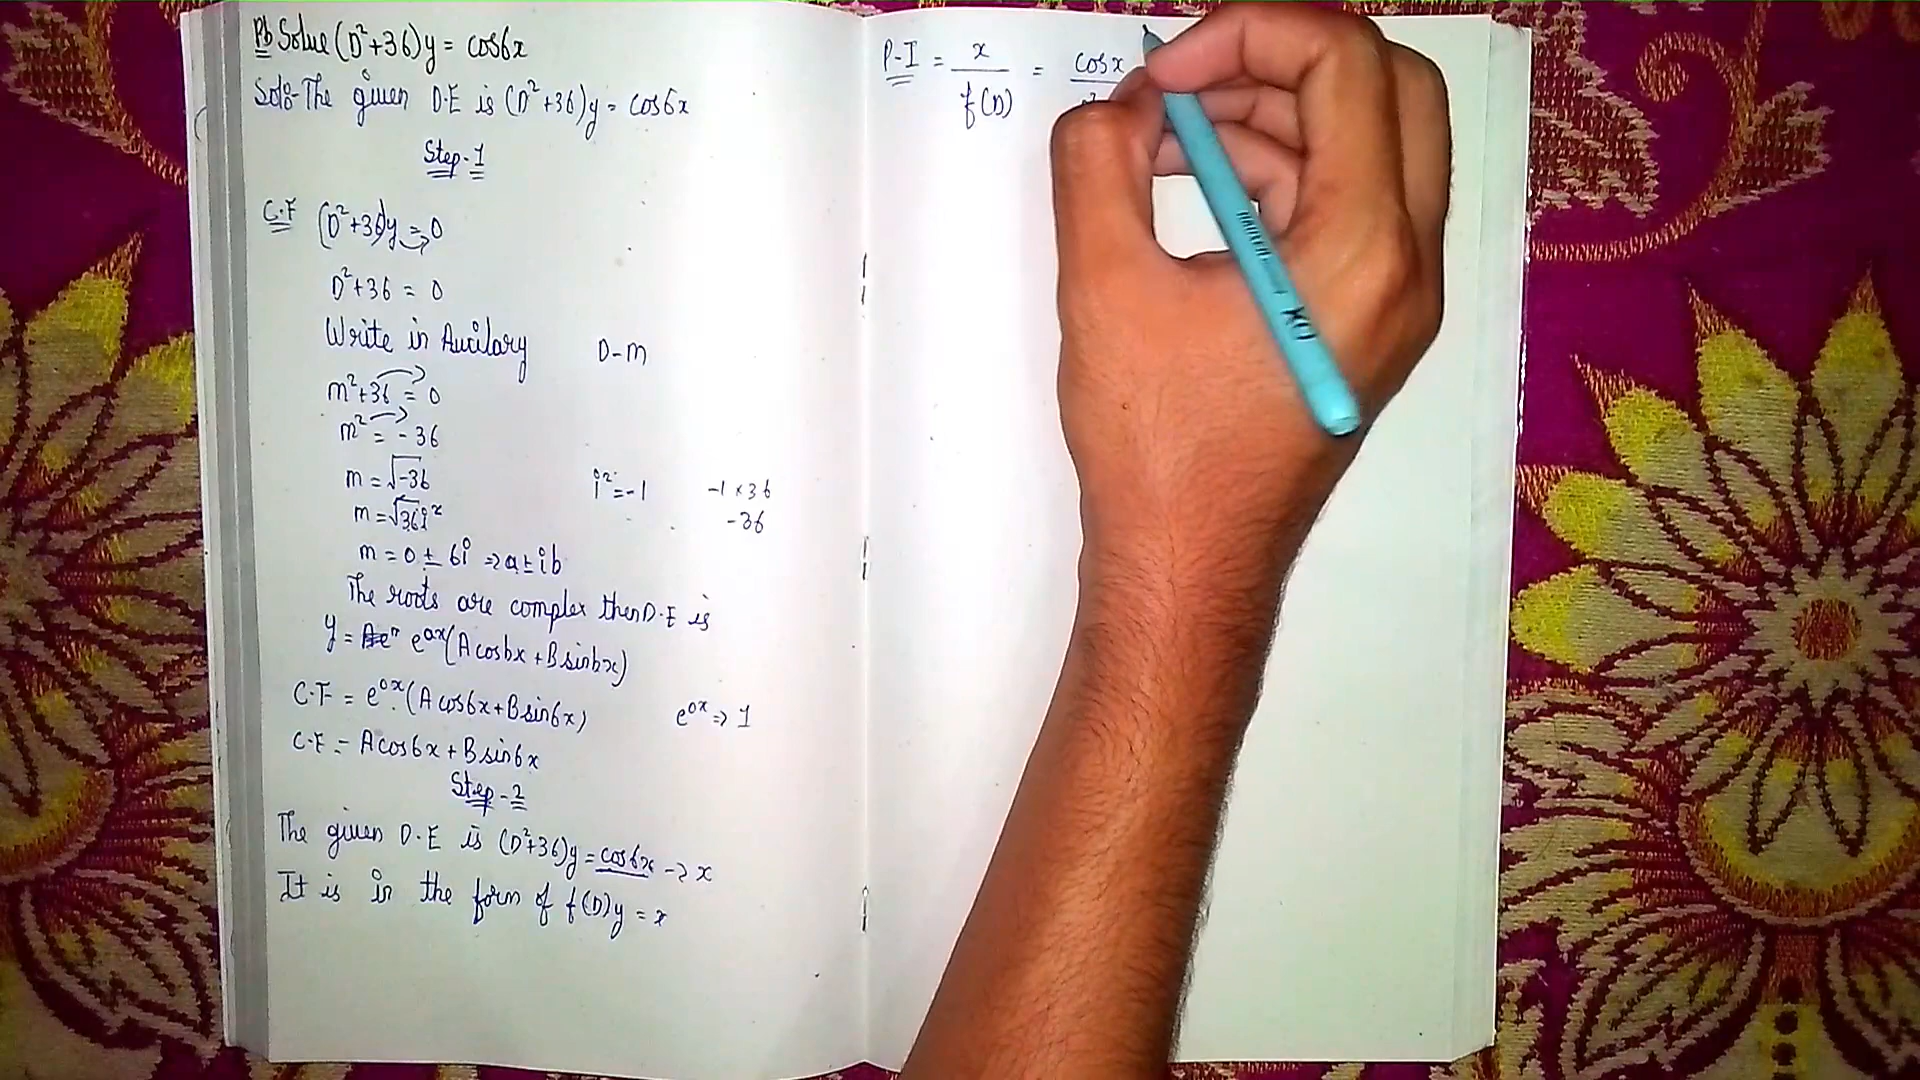 Pb Solve (D²+36)y = cos6x
Sol:- The given D.E is (D²+36)y = cos6x
Step-1
C.F (D²+36)y = 0
D²+36 = 0
Write in Auxilary D-m
m²+36 = 0
m² = -36
m = √-36 i²=-1 -1×36
m = √36i² -36
m = 0 ± 6i => a±ib
The roots are complex then D.E is
y = e^ax(A cosbx + B sinbx)
C.F = e^0x.(A cos6x+B sin6x) e^0x => 1
C.F = A cos6x + B sin6x
Step-2
The given D.E is (D²+36)y = cos6x -> x
It is in the form of f(D)y = x
P-I = x/f(D) = cosx